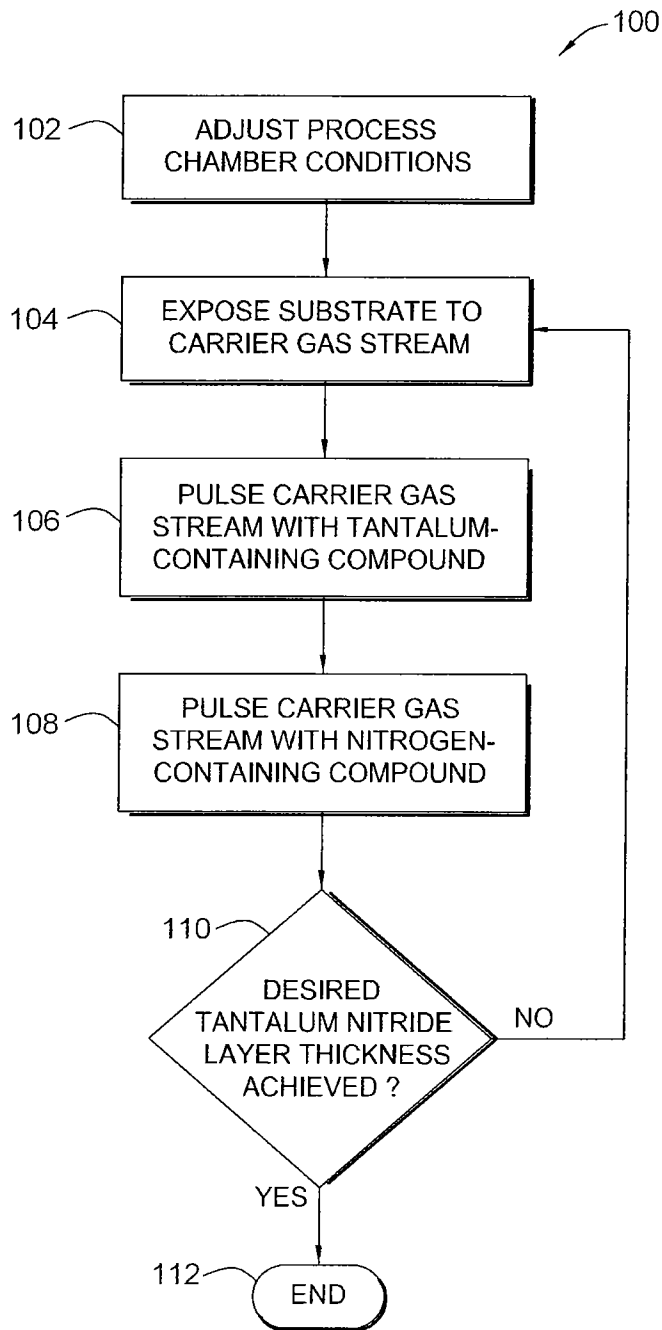 100
102
ADJUST PROCESS
CHAMBER CONDITIONS
104
EXPOSE SUBSTRATE TO
CARRIER GAS STREAM
106
PULSE CARRIER GAS
STREAM WITH TANTALUM-
CONTAINING COMPOUND
108
PULSE CARRIER GAS
STREAM WITH NITROGEN-
CONTAINING COMPOUND
110
DESIRED
TANTALUM NITRIDE
LAYER THICKNESS
ACHIEVED ?
NO
YES
112
END